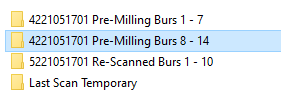 4221051701 Pre-Milling Burs 1 - 7
4221051701 Pre-Milling Burs 8 - 14
5221051701 Re-Scanned Burs 1 - 10
Last Scan Temporary